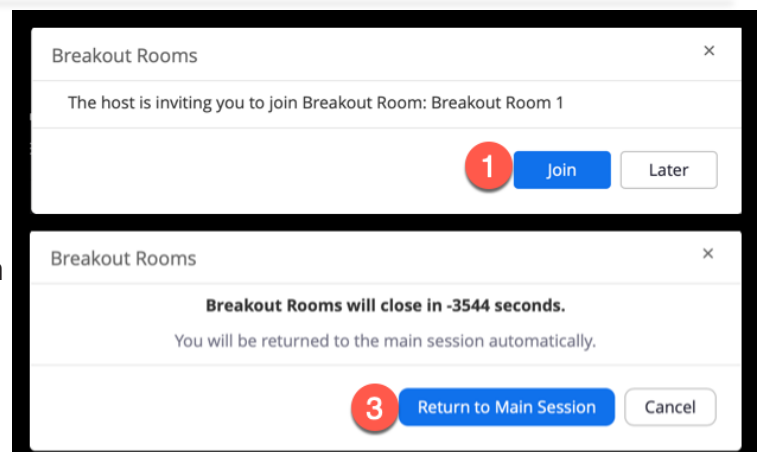 Breakout Rooms ×
The host is inviting you to join Breakout Room: Breakout Room 1
1 Join Later
Breakout Rooms ×
Breakout Rooms will close in -3544 seconds.
You will be returned to the main session automatically.
3 Return to Main Session Cancel